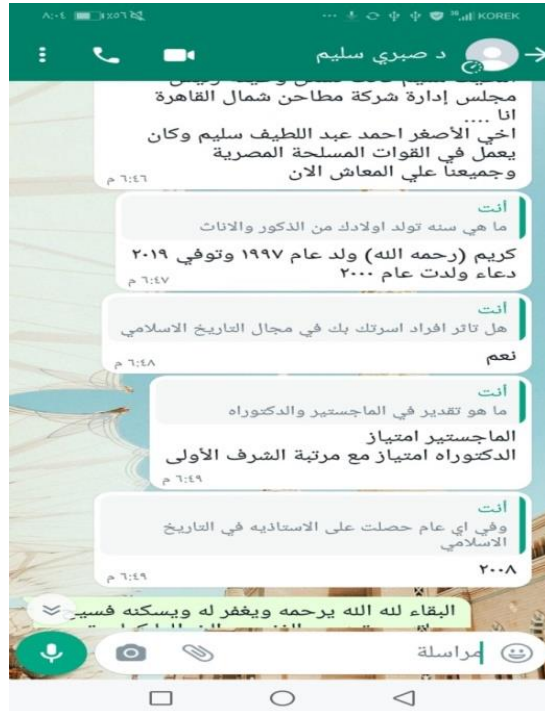 ٨:٠٤ ٪٥٦ KOREK
د صبري سليم
مجلس إدارة شركة مطاحن شمال القاهرة
انا ....
اخي الأصغر احمد عبد اللطيف سليم وكان
يعمل في القوات المسلحة المصرية
وجميعنا علي المعاش الان
٦:٤٦ م
أنت
ما هي سنه تولد اولادك من الذكور والاناث
كريم (رحمه الله) ولد عام ١٩٩٧ وتوفي ٢٠١٩
دعاء ولدت عام ٢٠٠٠
٦:٤٧ م
أنت
هل تاثر افراد اسرتك بك في مجال التاريخ الاسلامي
نعم
٦:٤٨ م
أنت
ما هو تقدير في الماجستير والدكتوراه
الماجستير امتياز
الدكتوراه امتياز مع مرتبة الشرف الأولى
٦:٤٩ م
أنت
وفي اي عام حصلت على الاستاذيه في التاريخ
الاسلامي
٢٠٠٨
٦:٤٩ م
البقاء لله الله يرحمه ويغفر له ويسكنه فسيح
مراسلة